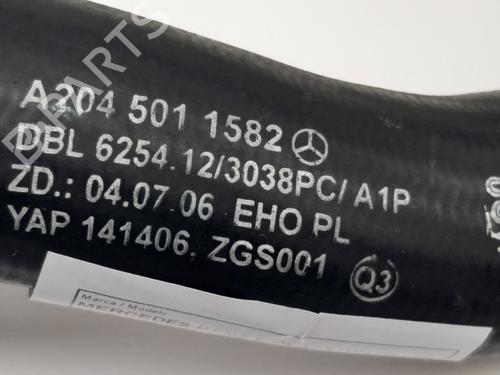 A204 501 1582
DBL 6254.12/3038PC/A1P
ZD.: 04.07.06 EHO PL
YAP 141406, ZGS001 Q3
Marca / Modelo